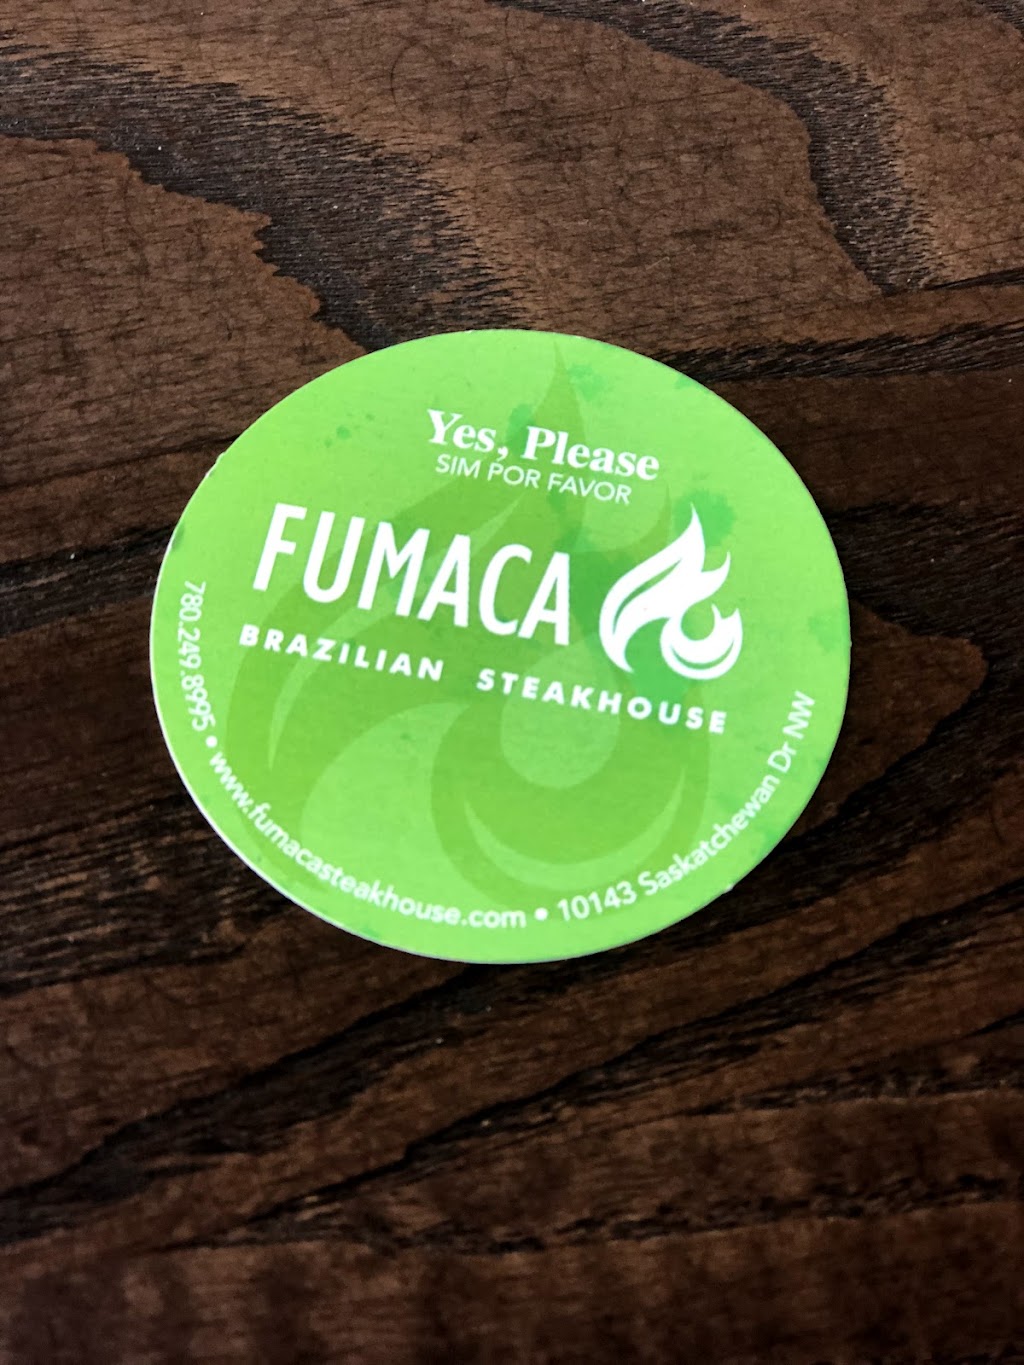 Yes, Please
SIM POR FAVOR
FUMACA
BRAZILIAN STEAKHOUSE
780.249.8995 • www.fumacasteakhouse.com • 10143 Saskatchewan Dr NW